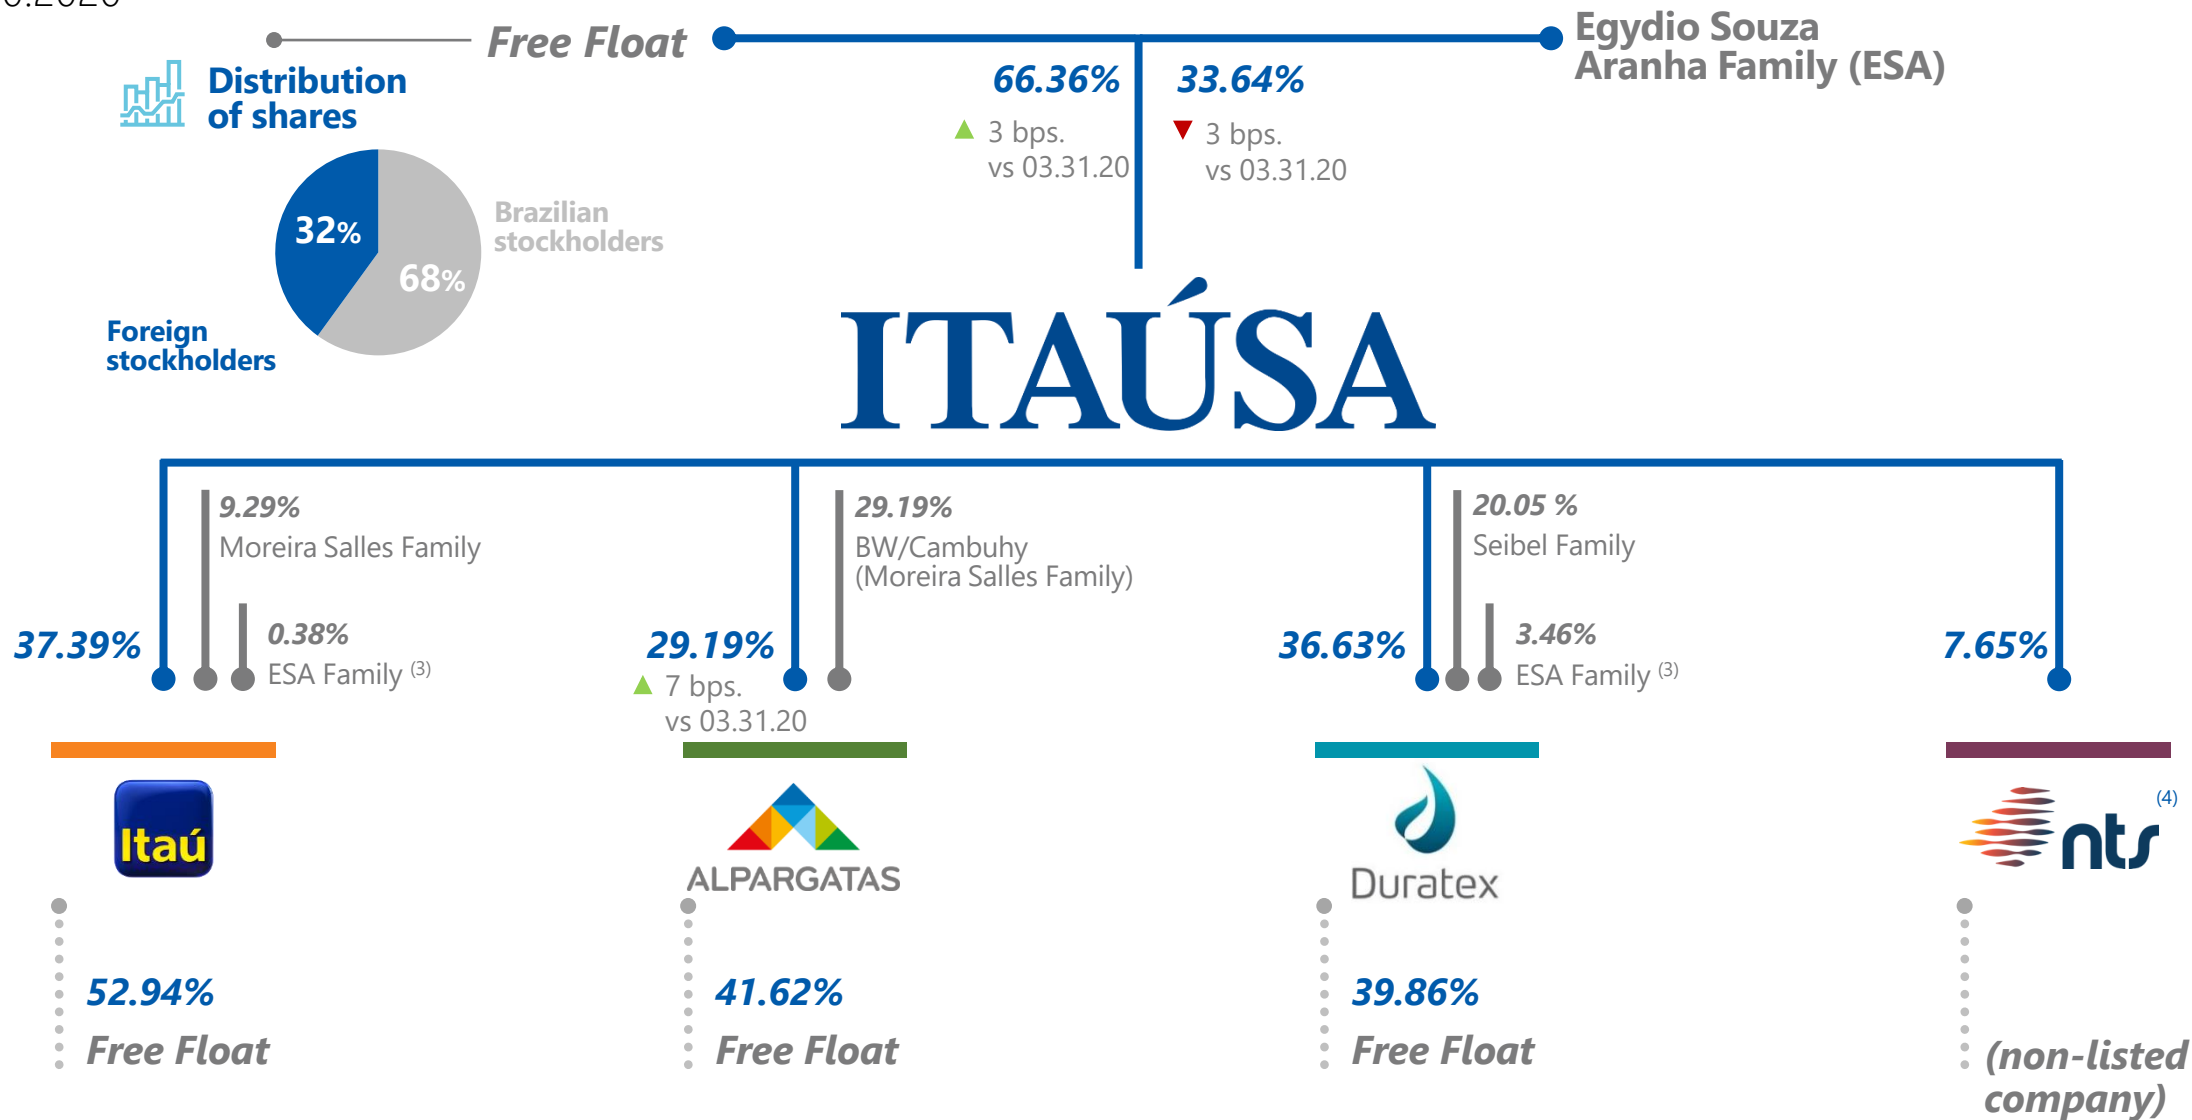 Free Float
Egydio Souza
Aranha Family (ESA)
Distribution
of shares
66.36%
33.64%
3 bps.
vs 03.31.20
3 bps.
vs 03.31.20
32%
68%
Brazilian
stockholders
Foreign
stockholders
ITAÚSA
9.29%
Moreira Salles Family
37.39%
0.38%
ESA Family (3)
29.19%
BW/Cambuhy
(Moreira Salles Family)
29.19%
7 bps.
vs 03.31.20
20.05 %
Seibel Family
36.63%
3.46%
ESA Family (3)
7.65%
Itaú
ALPARGATAS
Duratex
nts
(4)
52.94%
Free Float
41.62%
Free Float
39.86%
Free Float
(non-listed
company)